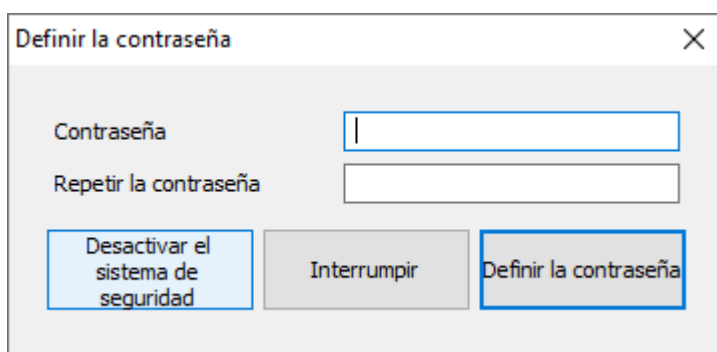 Definir la contraseña
Contraseña
Repetir la contraseña
Desactivar el
sistema de
seguridad
Interrumpir
Definir la contraseña